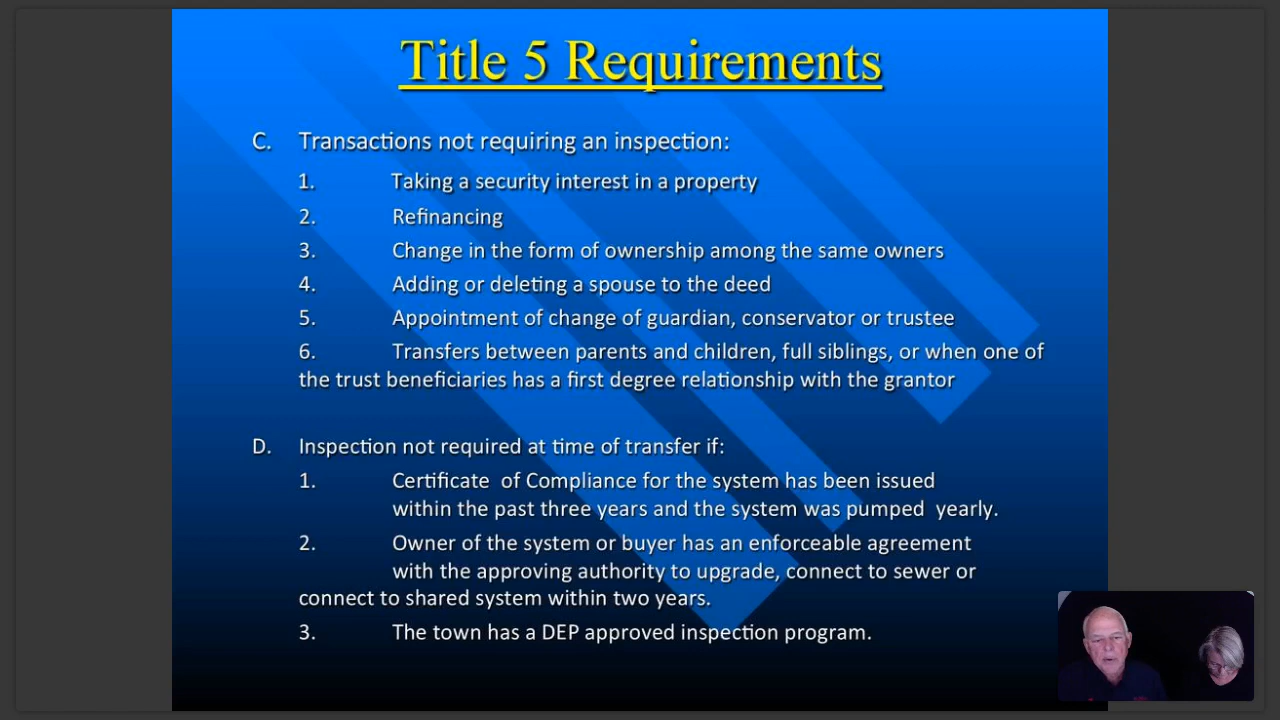 Title 5 Requirements
C. Transactions not requiring an inspection:
1. Taking a security interest in a property
2. Refinancing
3. Change in the form of ownership among the same owners
4. Adding or deleting a spouse to the deed
5. Appointment of change of guardian, conservator or trustee
6. Transfers between parents and children, full siblings, or when one of
the trust beneficiaries has a first degree relationship with the grantor
D. Inspection not required at time of transfer if:
1. Certificate of Compliance for the system has been issued
within the past three years and the system was pumped yearly.
2. Owner of the system or buyer has an enforceable agreement
with the approving authority to upgrade, connect to sewer or
connect to shared system within two years.
3. The town has a DEP approved inspection program.